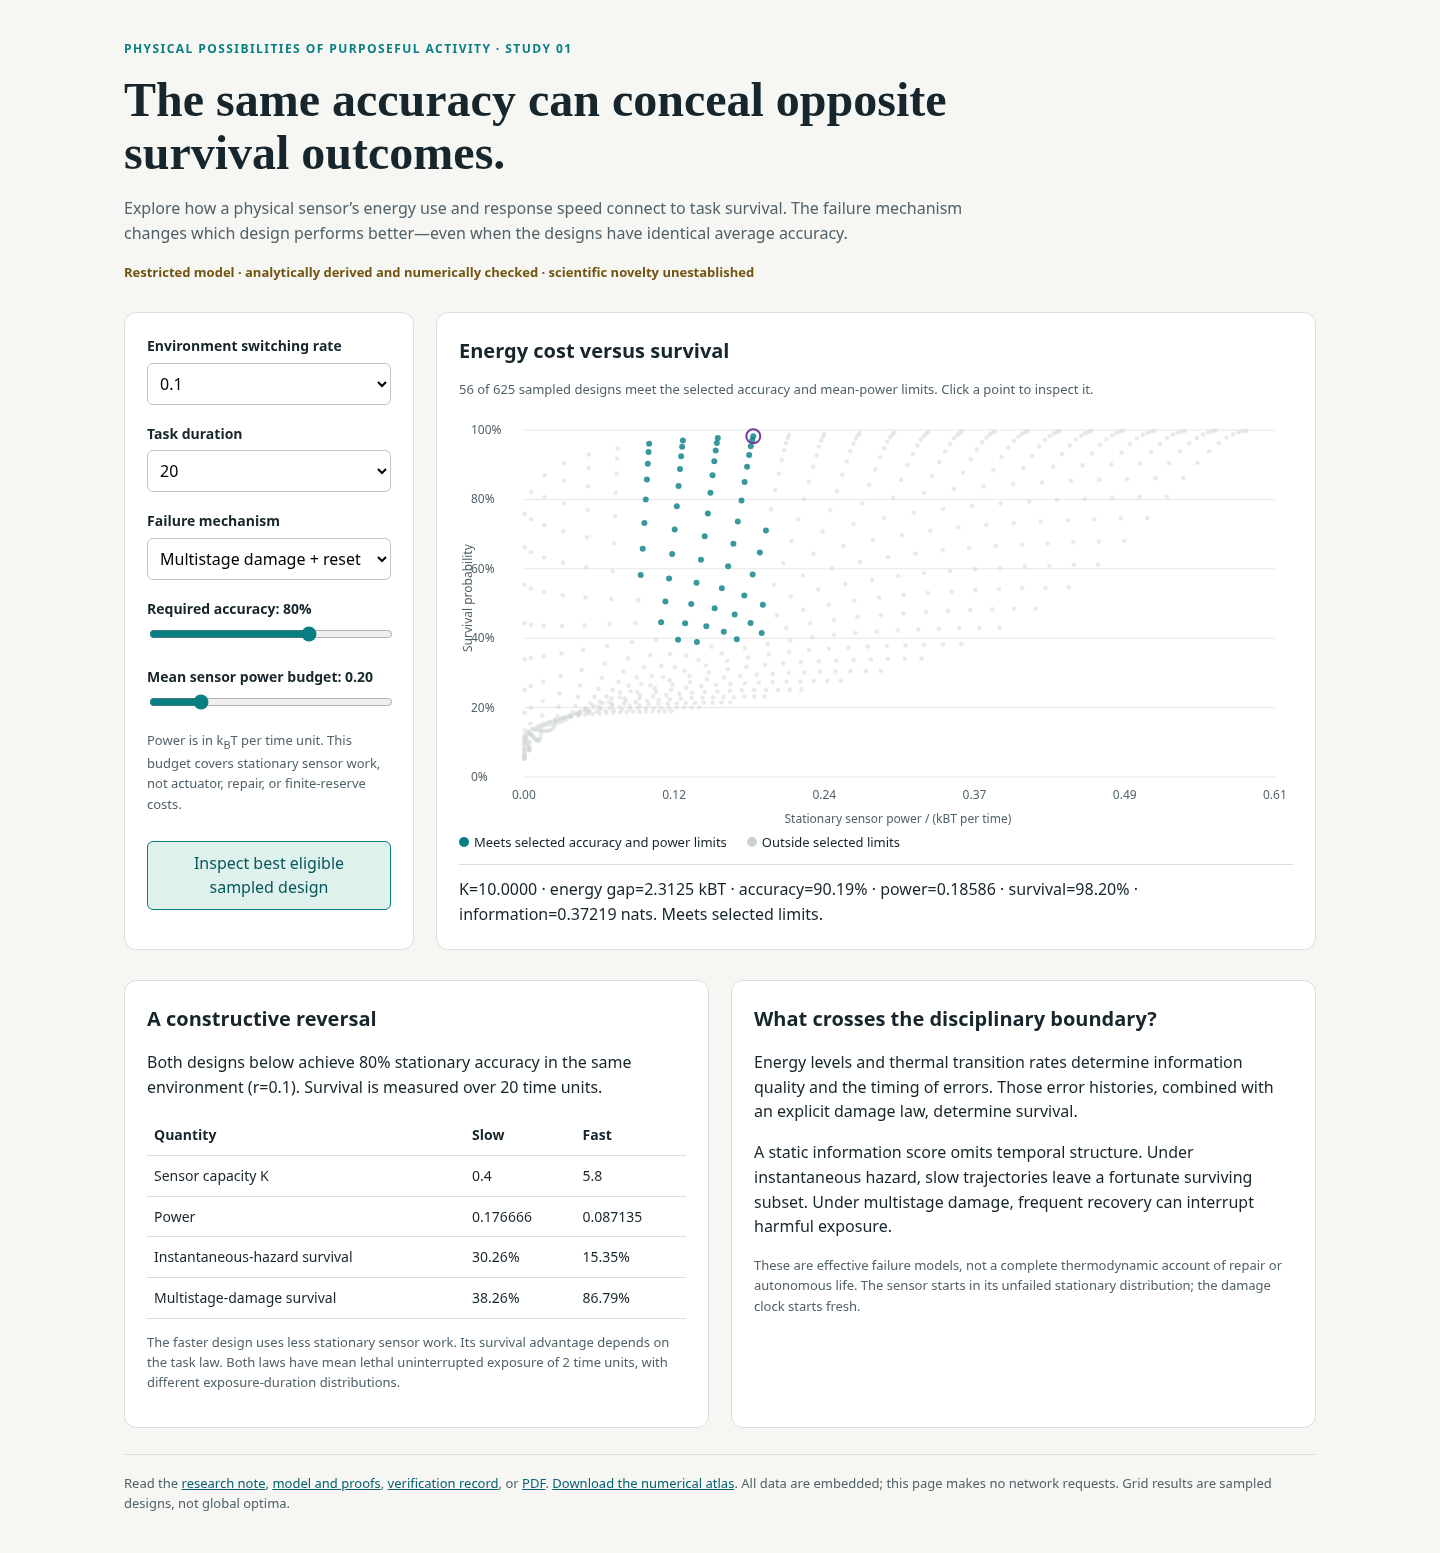 PHYSICAL POSSIBILITIES OF PURPOSEFUL ACTIVITY · STUDY 01
The same accuracy can conceal opposite
survival outcomes.
Explore how a physical sensor’s energy use and response speed connect to task survival. The failure mechanism
changes which design performs better—even when the designs have identical average accuracy.
Restricted model · analytically derived and numerically checked · scientific novelty unestablished
Environment switching rate
0.1
Task duration
20
Failure mechanism
Multistage damage + reset
Required accuracy: 80%
Mean sensor power budget: 0.20
Power is in kBT per time unit. This
budget covers stationary sensor work,
not actuator, repair, or finite-reserve
costs.
Inspect best eligible
sampled design
Energy cost versus survival
56 of 625 sampled designs meet the selected accuracy and mean-power limits. Click a point to inspect it.
100%
80%
60%
40%
20%
0%
Survival probability
0.00 0.12 0.24 0.37 0.49 0.61
Stationary sensor power / (kBT per time)
Meets selected accuracy and power limits Outside selected limits
K=10.0000 · energy gap=2.3125 kBT · accuracy=90.19% · power=0.18586 · survival=98.20% ·
information=0.37219 nats. Meets selected limits.
A constructive reversal
Both designs below achieve 80% stationary accuracy in the same
environment (r=0.1). Survival is measured over 20 time units.
Quantity Slow Fast
Sensor capacity K 0.4 5.8
Power 0.176666 0.087135
Instantaneous-hazard survival 30.26% 15.35%
Multistage-damage survival 38.26% 86.79%
The faster design uses less stationary sensor work. Its survival advantage depends on
the task law. Both laws have mean lethal uninterrupted exposure of 2 time units, with
different exposure-duration distributions.
What crosses the disciplinary boundary?
Energy levels and thermal transition rates determine information
quality and the timing of errors. Those error histories, combined with
an explicit damage law, determine survival.
A static information score omits temporal structure. Under
instantaneous hazard, slow trajectories leave a fortunate surviving
subset. Under multistage damage, frequent recovery can interrupt
harmful exposure.
These are effective failure models, not a complete thermodynamic account of repair or
autonomous life. The sensor starts in its unfailed stationary distribution; the damage
clock starts fresh.
Read the research note, model and proofs, verification record, or PDF. Download the numerical atlas. All data are embedded; this page makes no network requests. Grid results are sampled
designs, not global optima.